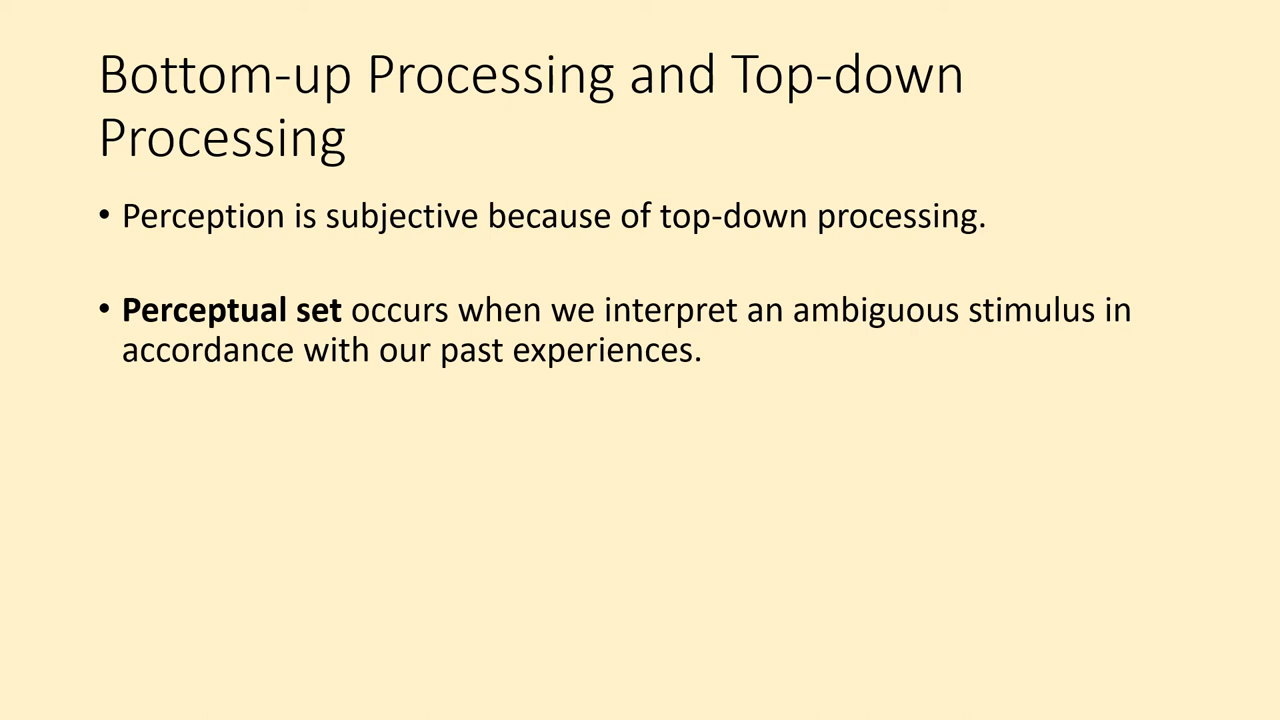 Bottom-up Processing and Top-down
Processing
• Perception is subjective because of top-down processing.
• Perceptual set occurs when we interpret an ambiguous stimulus in
accordance with our past experiences.